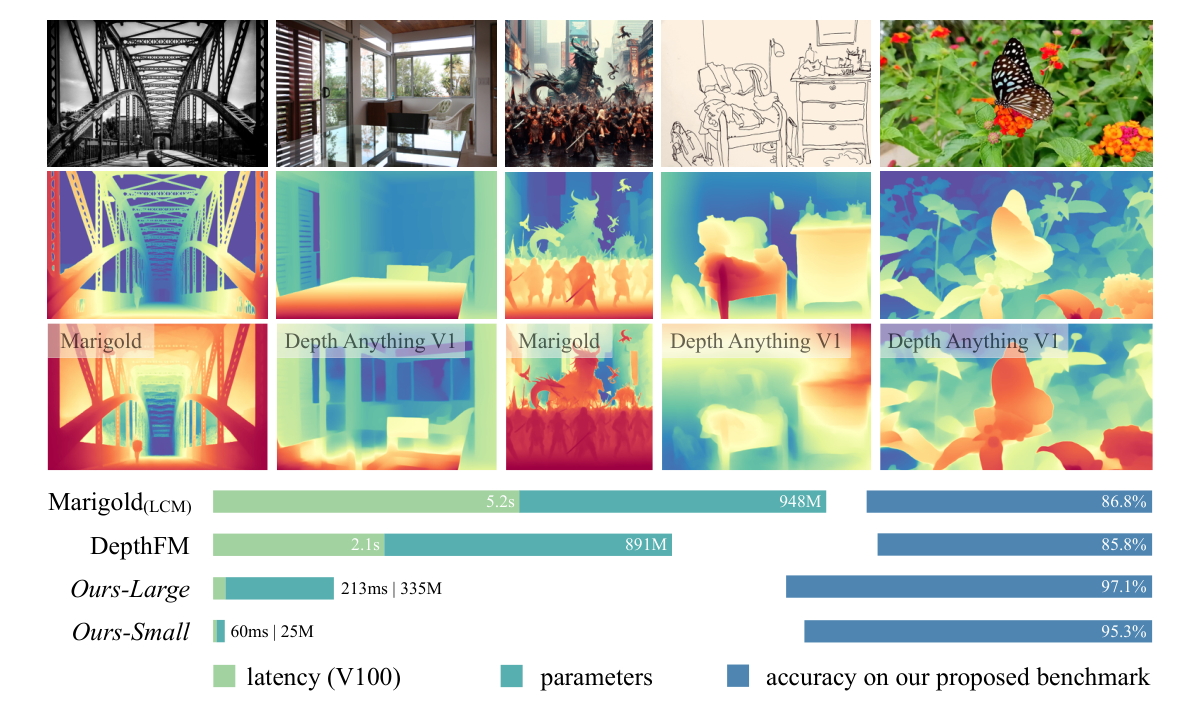 Marigold
Depth Anything V1
Marigold
Depth Anything V1
Depth Anything V1
Marigold(LCM) 5.2s 948M 86.8%
DepthFM 2.1s 891M 85.8%
Ours-Large 213ms | 335M 97.1%
Ours-Small 60ms | 25M 95.3%
latency (V100) parameters accuracy on our proposed benchmark